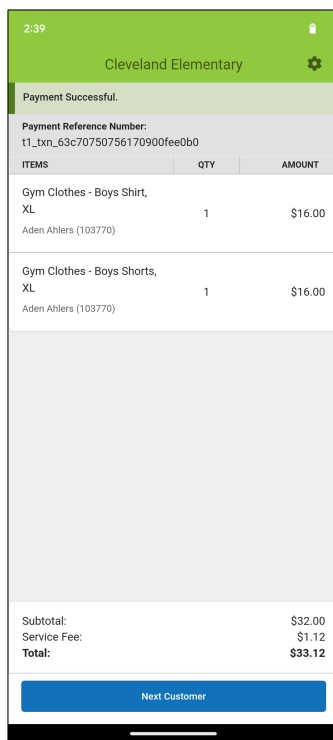 2:39
Cleveland Elementary
Payment Successful.
Payment Reference Number:
t1_txn_63c70750756170900fee0b0
ITEMS QTY AMOUNT
Gym Clothes - Boys Shirt,
XL
1 $16.00
Aden Ahlers (103770)
Gym Clothes - Boys Shorts,
XL
1 $16.00
Aden Ahlers (103770)
Subtotal: $32.00
Service Fee: $1.12
Total: $33.12
Next Customer